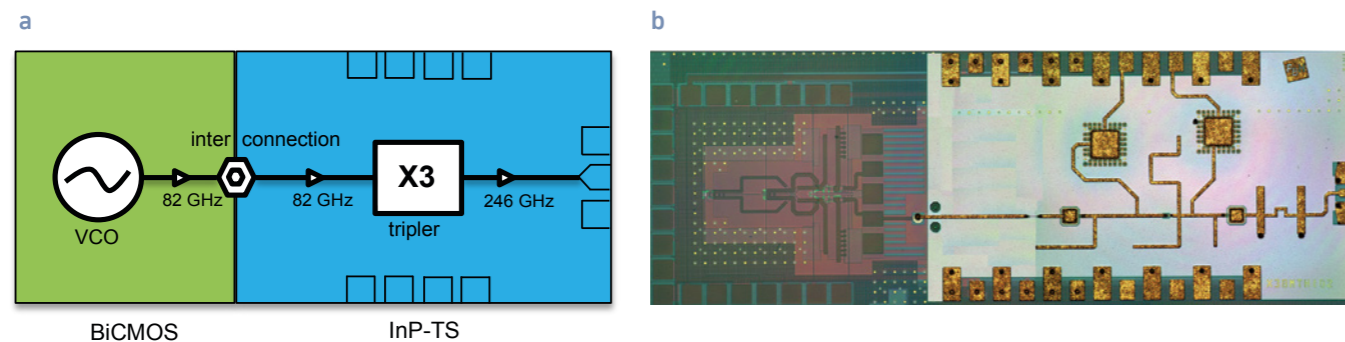 a
b
inter connection
X3
82 GHz
82 GHz
246 GHz
VCO
tripler
BiCMOS
InP-TS